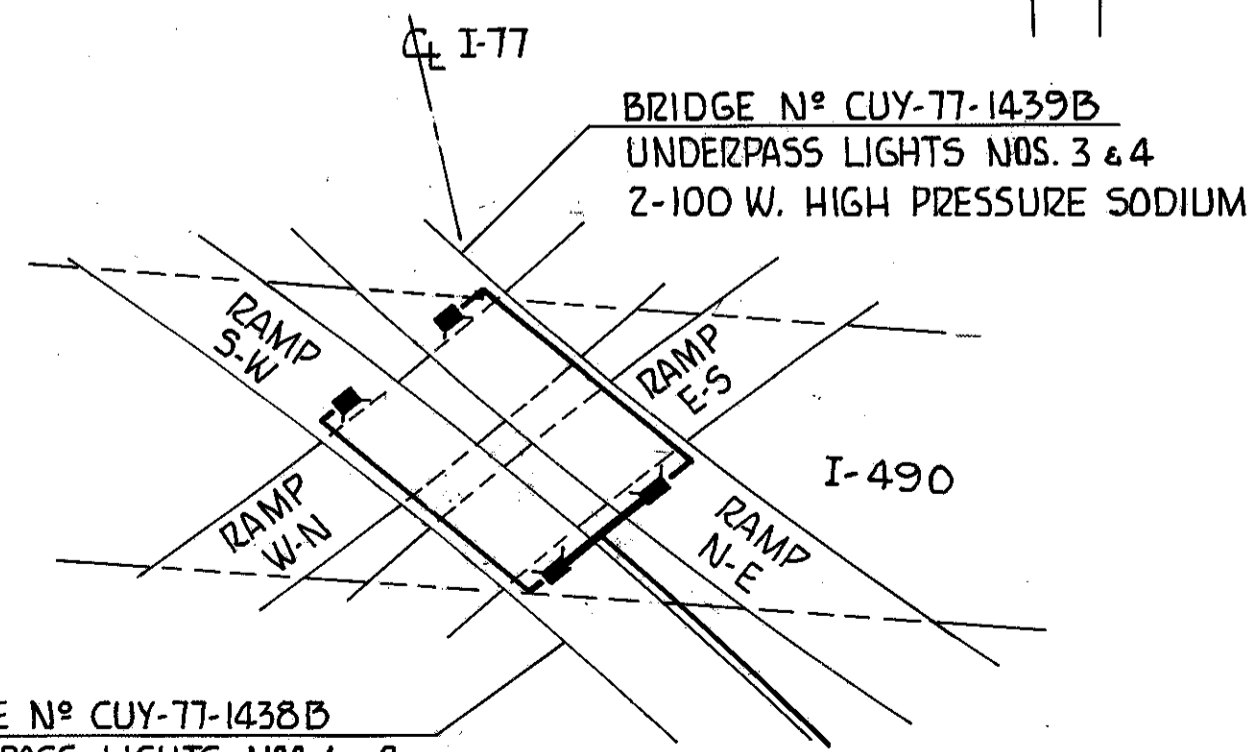 ℄ I-77
BRIDGE Nº CUY-77-1439B
UNDERPASS LIGHTS NOS. 3 & 4
2-100 W. HIGH PRESSURE SODIUM
RAMP
S-W
RAMP
E-S
I-490
RAMP
W-N
RAMP
N-E
Nº CUY-77-1438B
LIGHTS